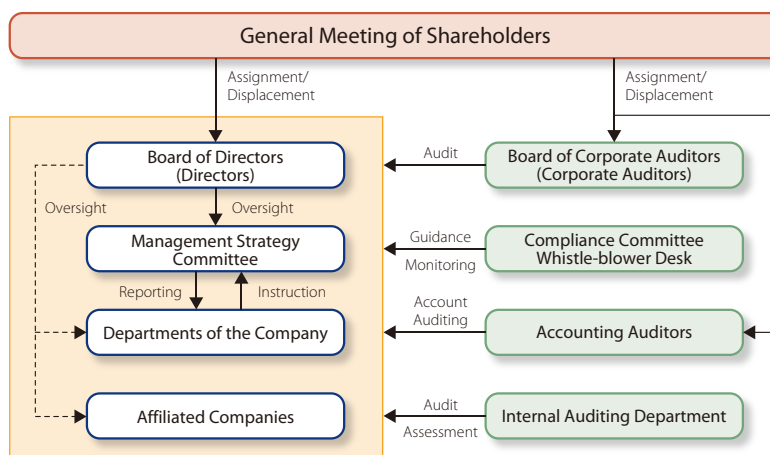 General Meeting of Shareholders
Assignment/
Displacement
Assignment/
Displacement
Board of Directors
(Directors)
Audit
Board of Corporate Auditors
(Corporate Auditors)
Oversight
Oversight
Management Strategy
Committee
Guidance
Monitoring
Compliance Committee
Whistle-blower Desk
Reporting
Instruction
Departments of the Company
Account
Auditing
Accounting Auditors
Affiliated Companies
Audit
Assessment
Internal Auditing Department